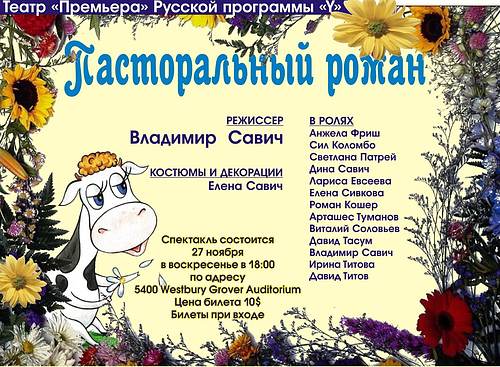 Театр «Премьера» Русской программы «Y»
Пасторальный роман
РЕЖИССЕР
Владимир Савич
КОСТЮМЫ И ДЕКОРАЦИИ
Елена Савич
Спектакль состоится
27 ноября
в воскресенье в 18:00
по адресу
5400 Westbury Grover Auditorium
Цена билета 10$
Билеты при входе
В РОЛЯХ
Анжела Фриш
Сил Коломбо
Светлана Патрей
Дина Савич
Лариса Евсеева
Елена Сивкова
Роман Кошер
Арташес Туманов
Виталий Соловьев
Давид Тасум
Владимир Савич
Ирина Титова
Давид Титов